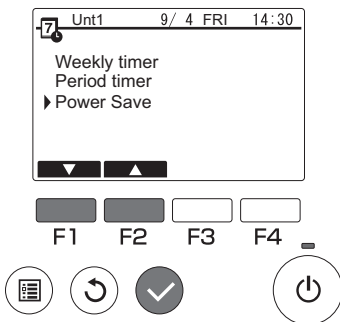 7 Unt1 9/ 4 FRI 14:30
Weekly timer
Period timer
Power Save
F1 F2 F3 F4